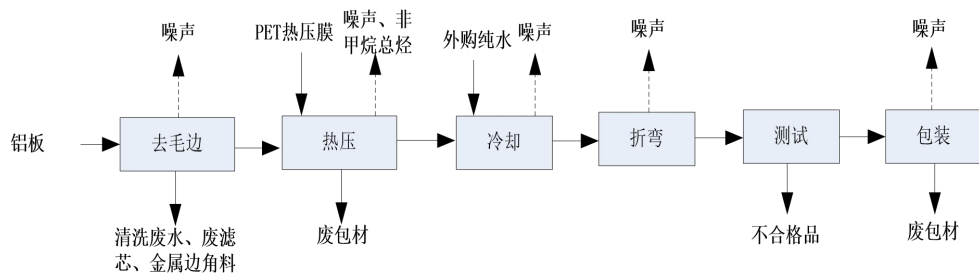 噪声
PET热压膜
噪声、非
甲烷总烃
外购纯水
噪声
噪声
噪声
铝板
去毛边
热压
冷却
折弯
测试
包装
清洗废水、废滤
芯、金属边角料
废包材
不合格品
废包材